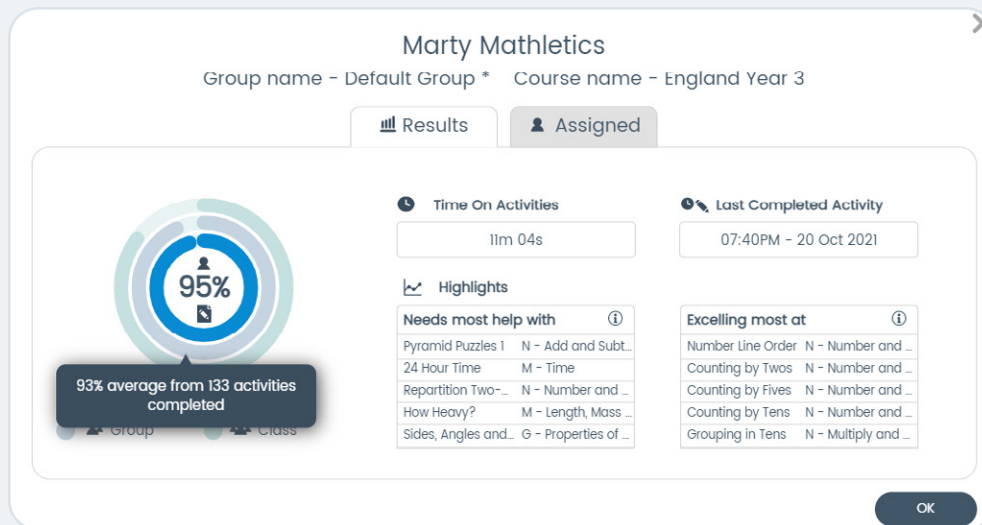 Marty Mathletics
Group name - Default Group * Course name - England Year 3
Results
Assigned
95%
93% average from 133 activities
completed
Group
Class
Time On Activities
11m 04s
Last Completed Activity
07:40PM - 20 Oct 2021
Highlights
Needs most help with
Pyramid Puzzles 1 N - Add and Subt...
24 Hour Time M - Time
Repartition Two-... N - Number and ...
How Heavy? M - Length, Mass ...
Sides, Angles and... G - Properties of ...
Excelling most at
Number Line Order N - Number and ...
Counting by Twos N - Number and ...
Counting by Fives N - Number and ...
Counting by Tens N - Number and ...
Grouping in Tens N - Multiply and ...
OK